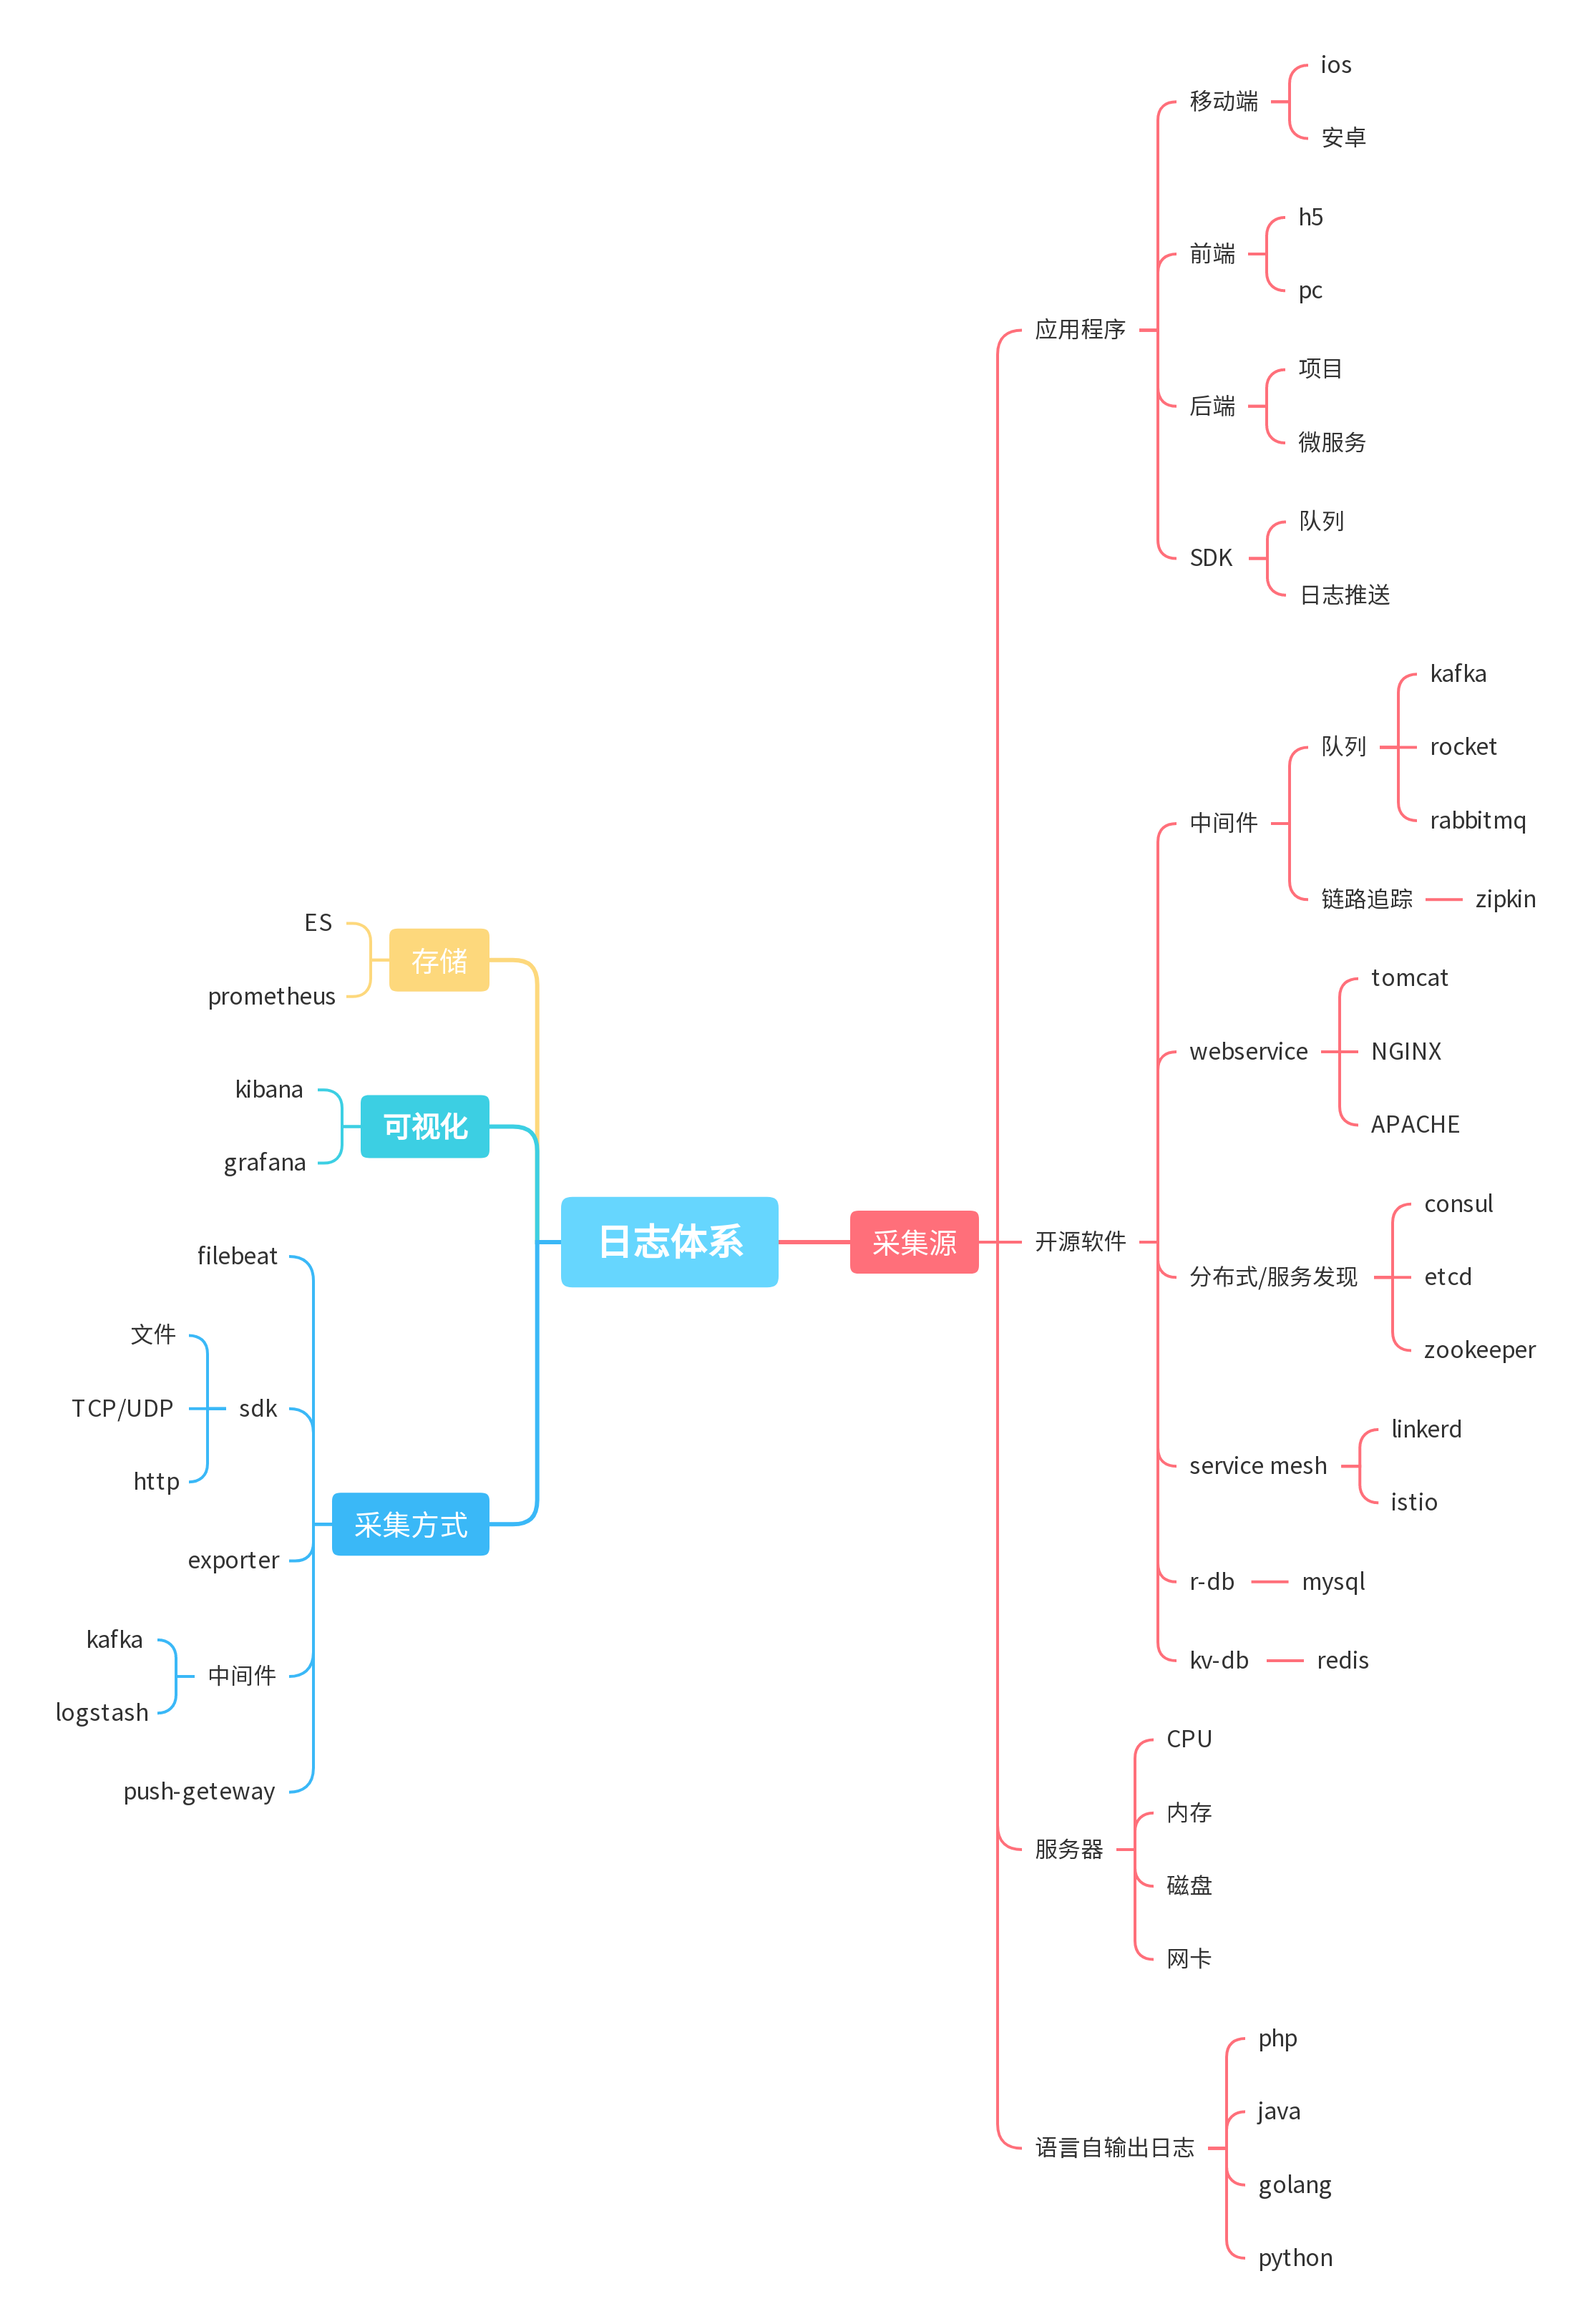 日志体系
采集源
应用程序
移动端
ios
安卓
前端
h5
pc
后端
项目
微服务
SDK
队列
日志推送
开源软件
中间件
队列
kafka
rocket
rabbitmq
链路追踪
zipkin
webservice
tomcat
NGINX
APACHE
分布式/服务发现
consul
etcd
zookeeper
service mesh
linkerd
istio
r-db
mysql
kv-db
redis
服务器
CPU
内存
磁盘
网卡
语言自输出日志
php
java
golang
python
存储
ES
prometheus
可视化
kibana
grafana
采集方式
filebeat
sdk
文件
TCP/UDP
http
exporter
中间件
kafka
logstash
push-geteway